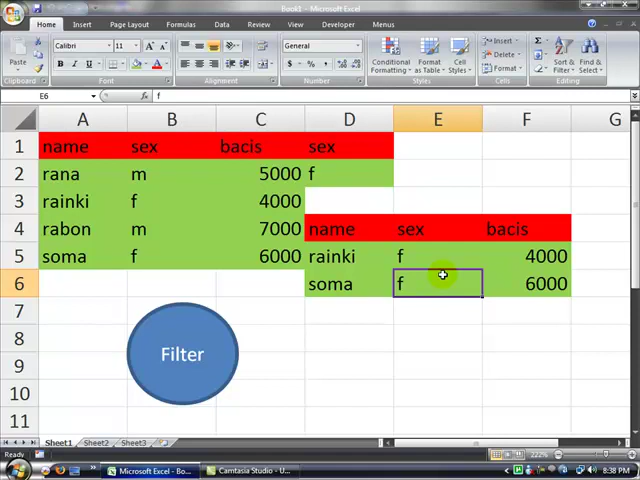 Book1 - Microsoft Excel
Home Insert Page Layout Formulas Data Review View Developer Menus
Calibri 11 General Σ
Paste B I U $ % Conditional Formatting Format as Table Cell Styles Insert Delete Format Sort & Filter Find & Select
Clipboard Font Alignment Number Styles Cells Editing
E6 f
A B C D E F G
1 name sex bacis sex
2 rana m 5000 f
3 rainki f 4000
4 rabon m 7000 name sex bacis
5 soma f 6000 rainki f 4000
6 soma f 6000
7
8
Filter
9
10
11
Sheet1 Sheet2 Sheet3
Ready 222%
Microsoft Excel - Bo... Camtasia Studio - U... 8:38 PM